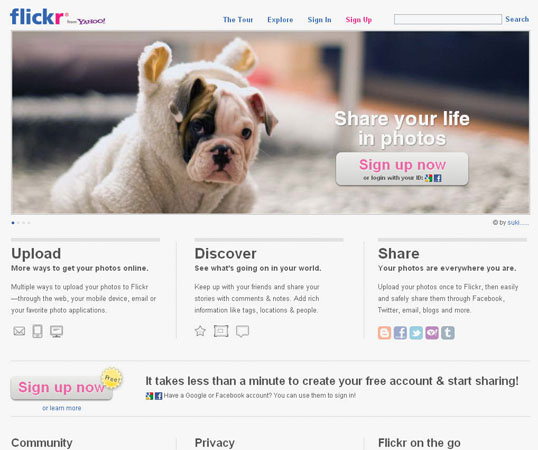 flickr® from YAHOO!
The Tour Explore Sign In Sign Up Search
Share your life
in photos
Sign up now
or login with your ID!
© by suki.....
Upload
More ways to get your photos online.
Multiple ways to upload your photos to Flickr
—through the web, your mobile device, email or
your favorite photo applications.
Discover
See what's going on in your world.
Keep up with your friends and share your
stories with comments & notes. Add rich
information like tags, locations & people.
Share
Your photos are everywhere you are.
Upload your photos once to Flickr, then easily
and safely share them through Facebook,
Twitter, email, blogs and more.
Sign up now
Free!
or learn more
It takes less than a minute to create your free account & start sharing!
Have a Google or Facebook account? You can use them to sign in!
Community
Privacy
Flickr on the go